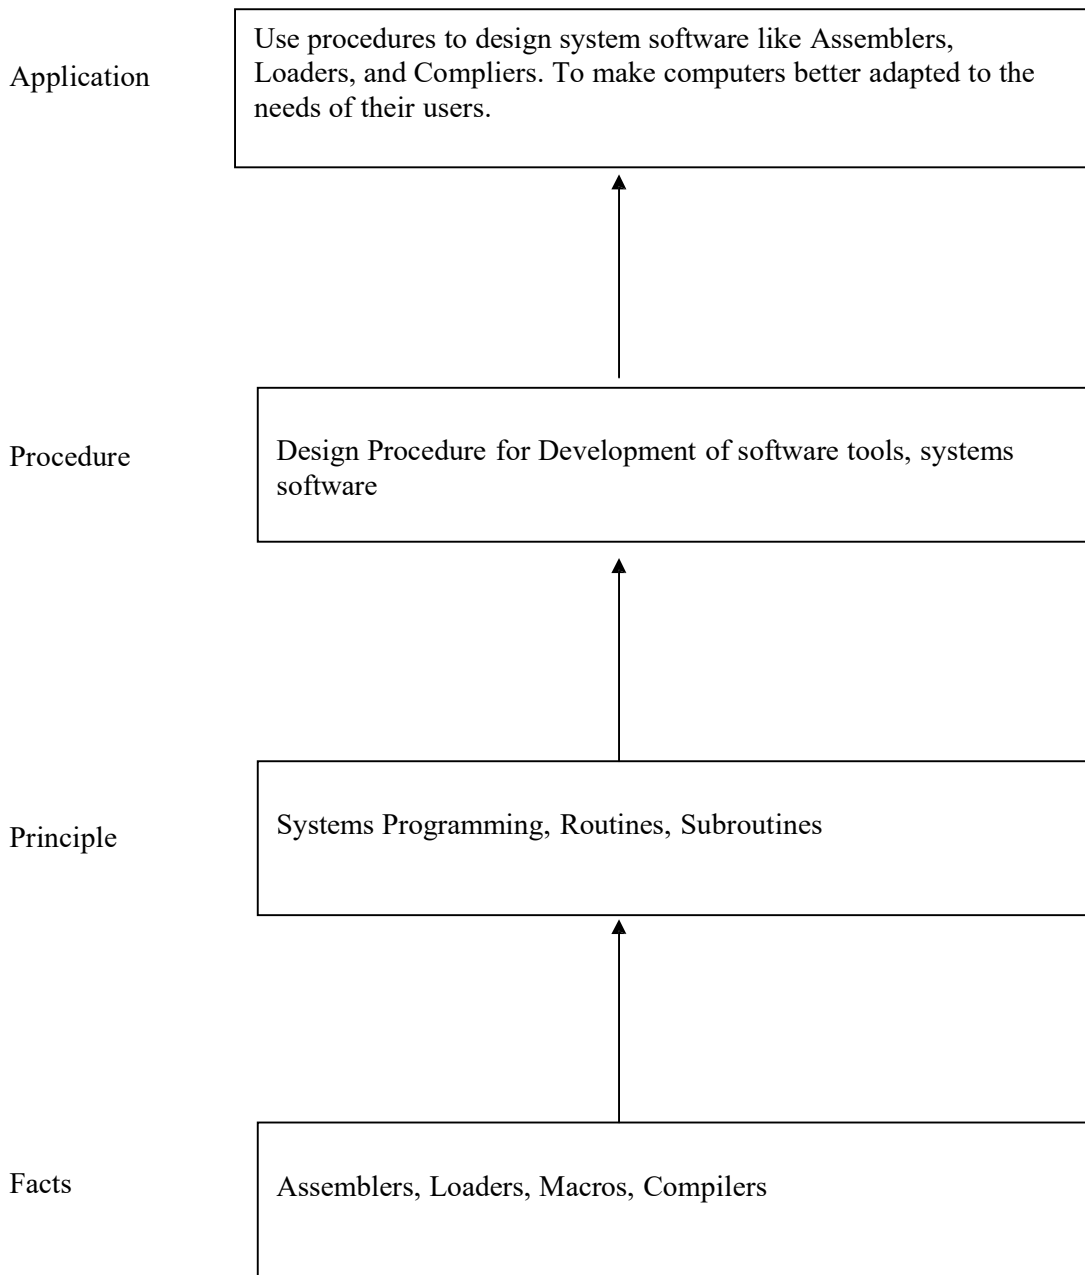 Application
Use procedures to design system software like Assemblers,
Loaders, and Compliers. To make computers better adapted to the
needs of their users.
Procedure
Design Procedure for Development of software tools, systems
software
Principle
Systems Programming, Routines, Subroutines
Facts
Assemblers, Loaders, Macros, Compilers